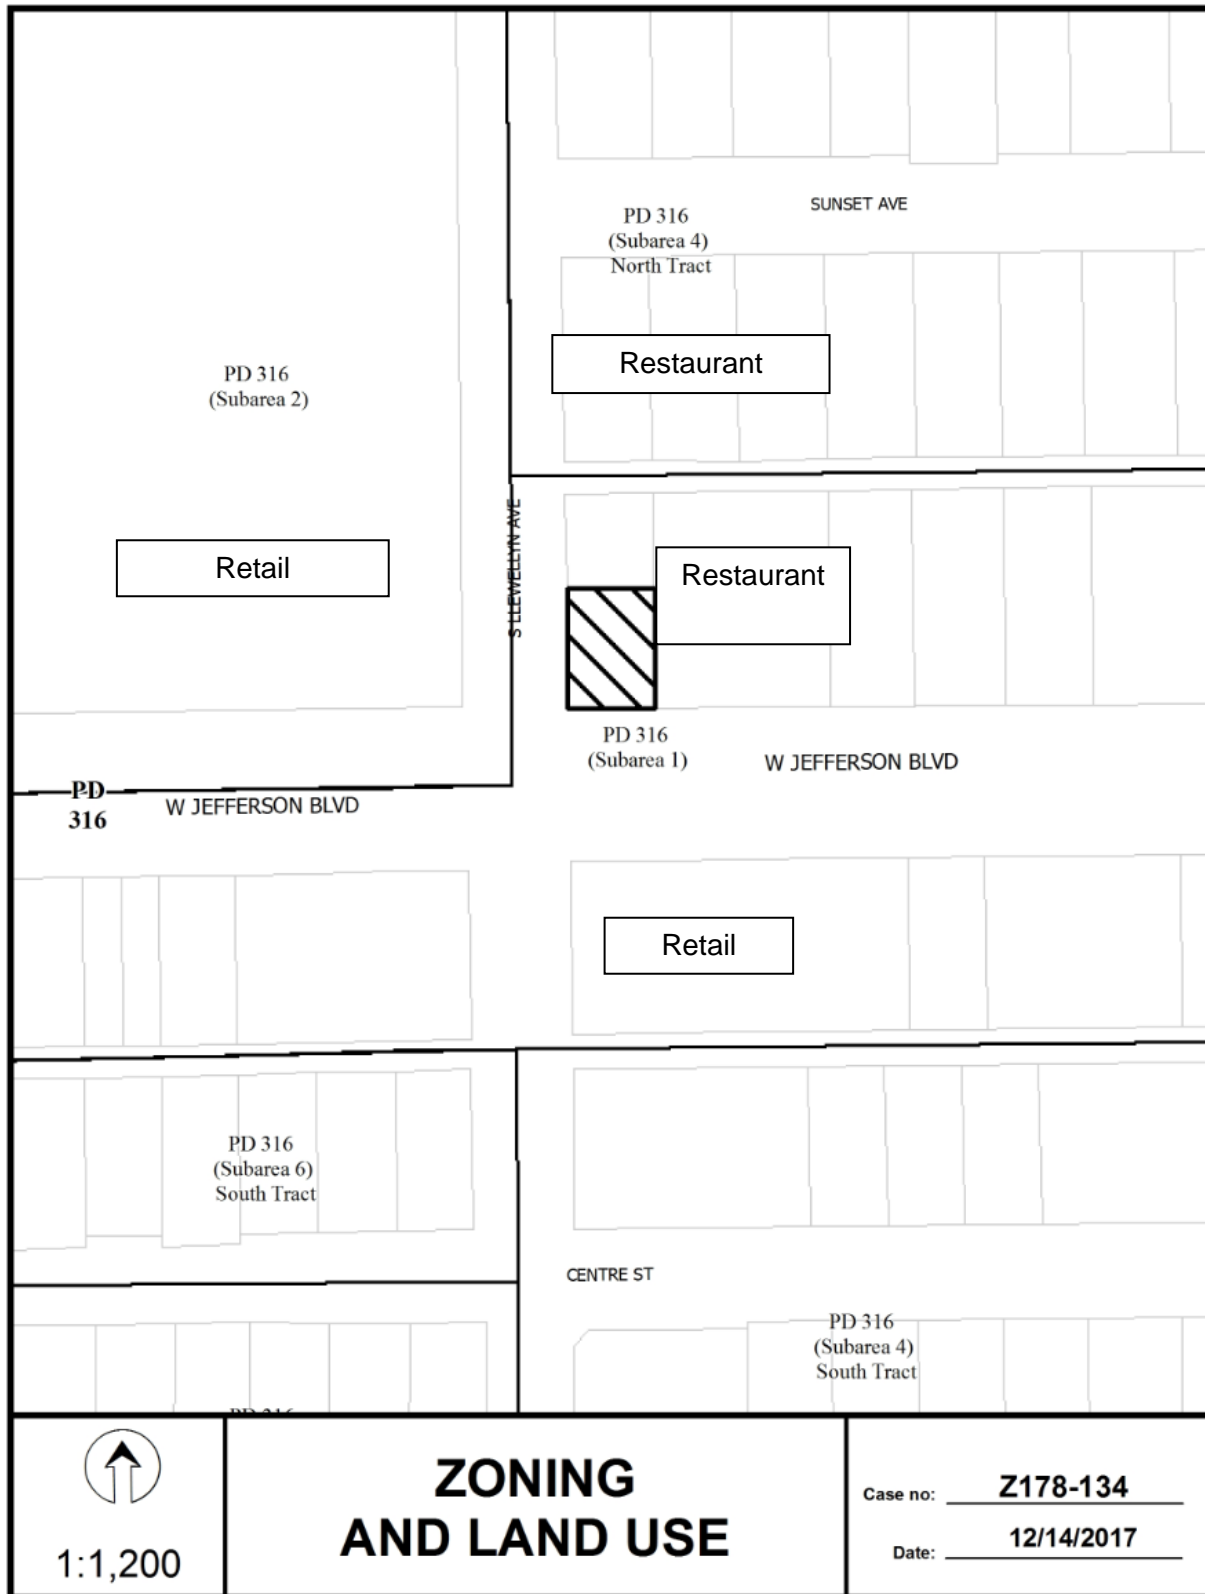 SUNSET AVE
PD 316
(Subarea 4)
North Tract
Restaurant
PD 316
(Subarea 2)
S LLEWELLYN AVE
Retail
Restaurant
PD 316
(Subarea 1)
W JEFFERSON BLVD
PD
316
W JEFFERSON BLVD
Retail
PD 316
(Subarea 6)
South Tract
CENTRE ST
PD 316
(Subarea 4)
South Tract
PD 316
1:1,200
ZONING
AND LAND USE
Case no: Z178-134
Date: 12/14/2017